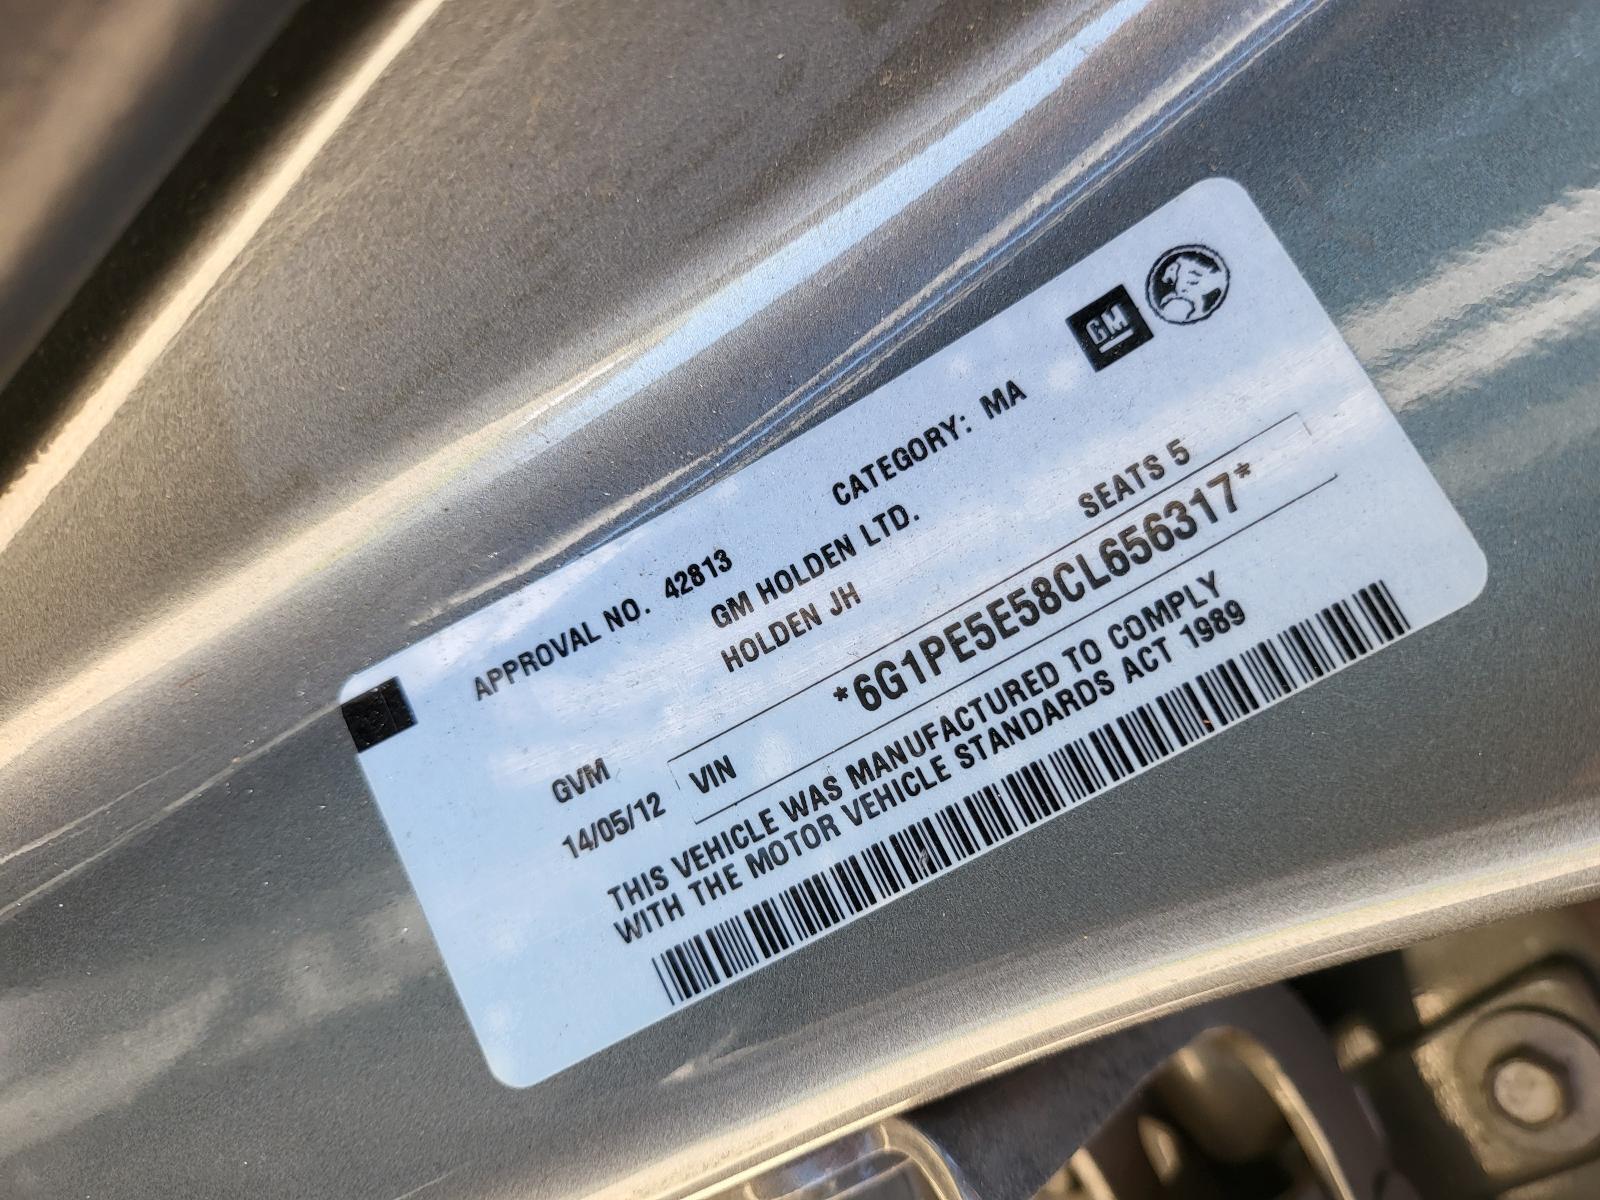 GM
APPROVAL NO. 42813 CATEGORY: MA
GM HOLDEN LTD.
HOLDEN JH
GVM SEATS 5
14/05/12
VIN *6G1PE5E58CL656317*
THIS VEHICLE WAS MANUFACTURED TO COMPLY
WITH THE MOTOR VEHICLE STANDARDS ACT 1989